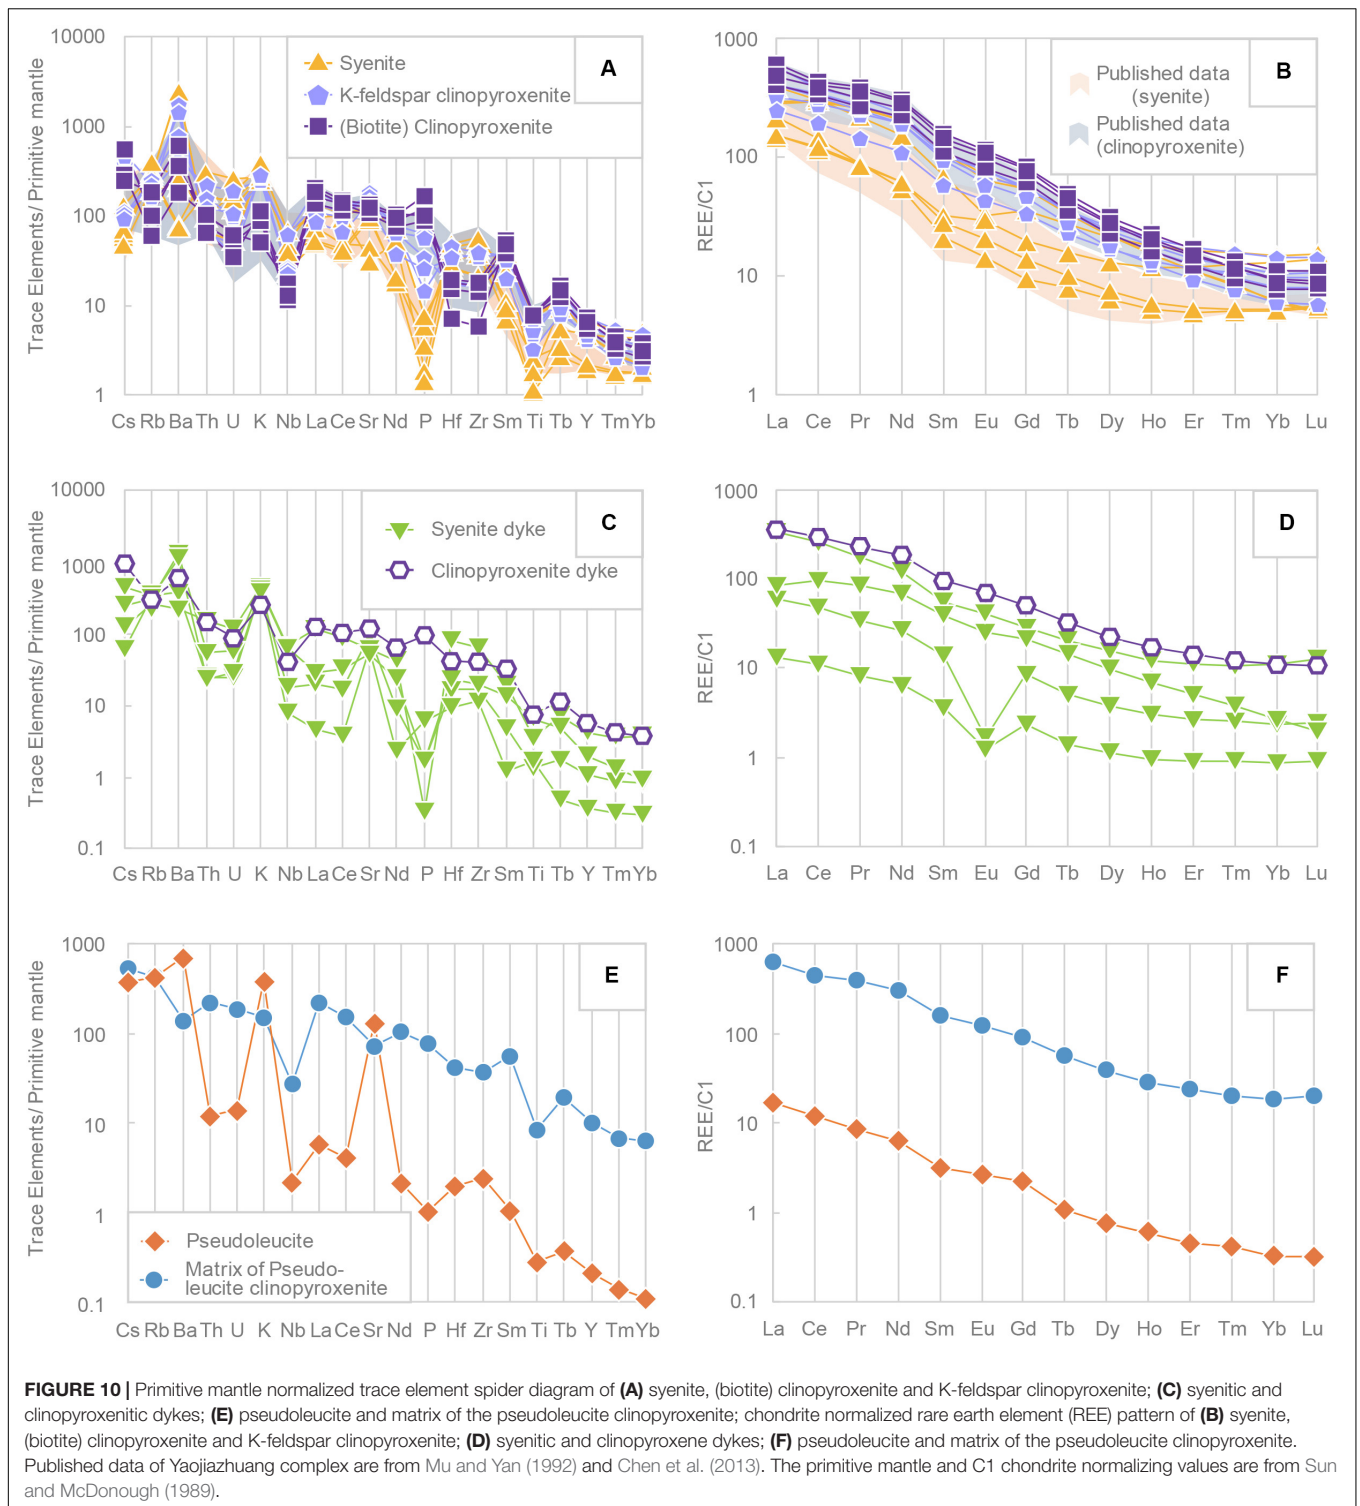 10000
1000
100
10
1
Trace Elements/ Primitive mantle
Syenite
K-feldspar clinopyroxenite
(Biotite) Clinopyroxenite
A
Cs Rb Ba Th U K Nb La Ce Sr Nd P Hf Zr Sm Ti Tb Y Tm Yb
1000
100
10
1
REE/C1
Published data
(syenite)
Published data
(clinopyroxenite)
B
La Ce Pr Nd Sm Eu Gd Tb Dy Ho Er Tm Yb Lu
10000
1000
100
10
1
0.1
Trace Elements/ Primitive mantle
Syenite dyke
Clinopyroxenite dyke
C
Cs Rb Ba Th U K Nb La Ce Sr Nd P Hf Zr Sm Ti Tb Y Tm Yb
1000
100
10
1
0.1
REE/C1
D
La Ce Pr Nd Sm Eu Gd Tb Dy Ho Er Tm Yb Lu
1000
100
10
1
0.1
Trace Elements/ Primitive mantle
E
Pseudoleucite
Matrix of Pseudo-
leucite clinopyroxenite
Cs Rb Ba Th U K Nb La Ce Sr Nd P Hf Zr Sm Ti Tb Y Tm Yb
1000
100
10
1
0.1
REE/C1
F
La Ce Pr Nd Sm Eu Gd Tb Dy Ho Er Tm Yb Lu
FIGURE 10 | Primitive mantle normalized trace element spider diagram of (A) syenite, (biotite) clinopyroxenite and K-feldspar clinopyroxenite; (C) syenitic and
clinopyroxenitic dykes; (E) pseudoleucite and matrix of the pseudoleucite clinopyroxenite; chondrite normalized rare earth element (REE) pattern of (B) syenite,
(biotite) clinopyroxenite and K-feldspar clinopyroxenite; (D) syenitic and clinopyroxene dykes; (F) pseudoleucite and matrix of the pseudoleucite clinopyroxenite.
Published data of Yaojiazhuang complex are from Mu and Yan (1992) and Chen et al. (2013). The primitive mantle and C1 chondrite normalizing values are from Sun
and McDonough (1989).